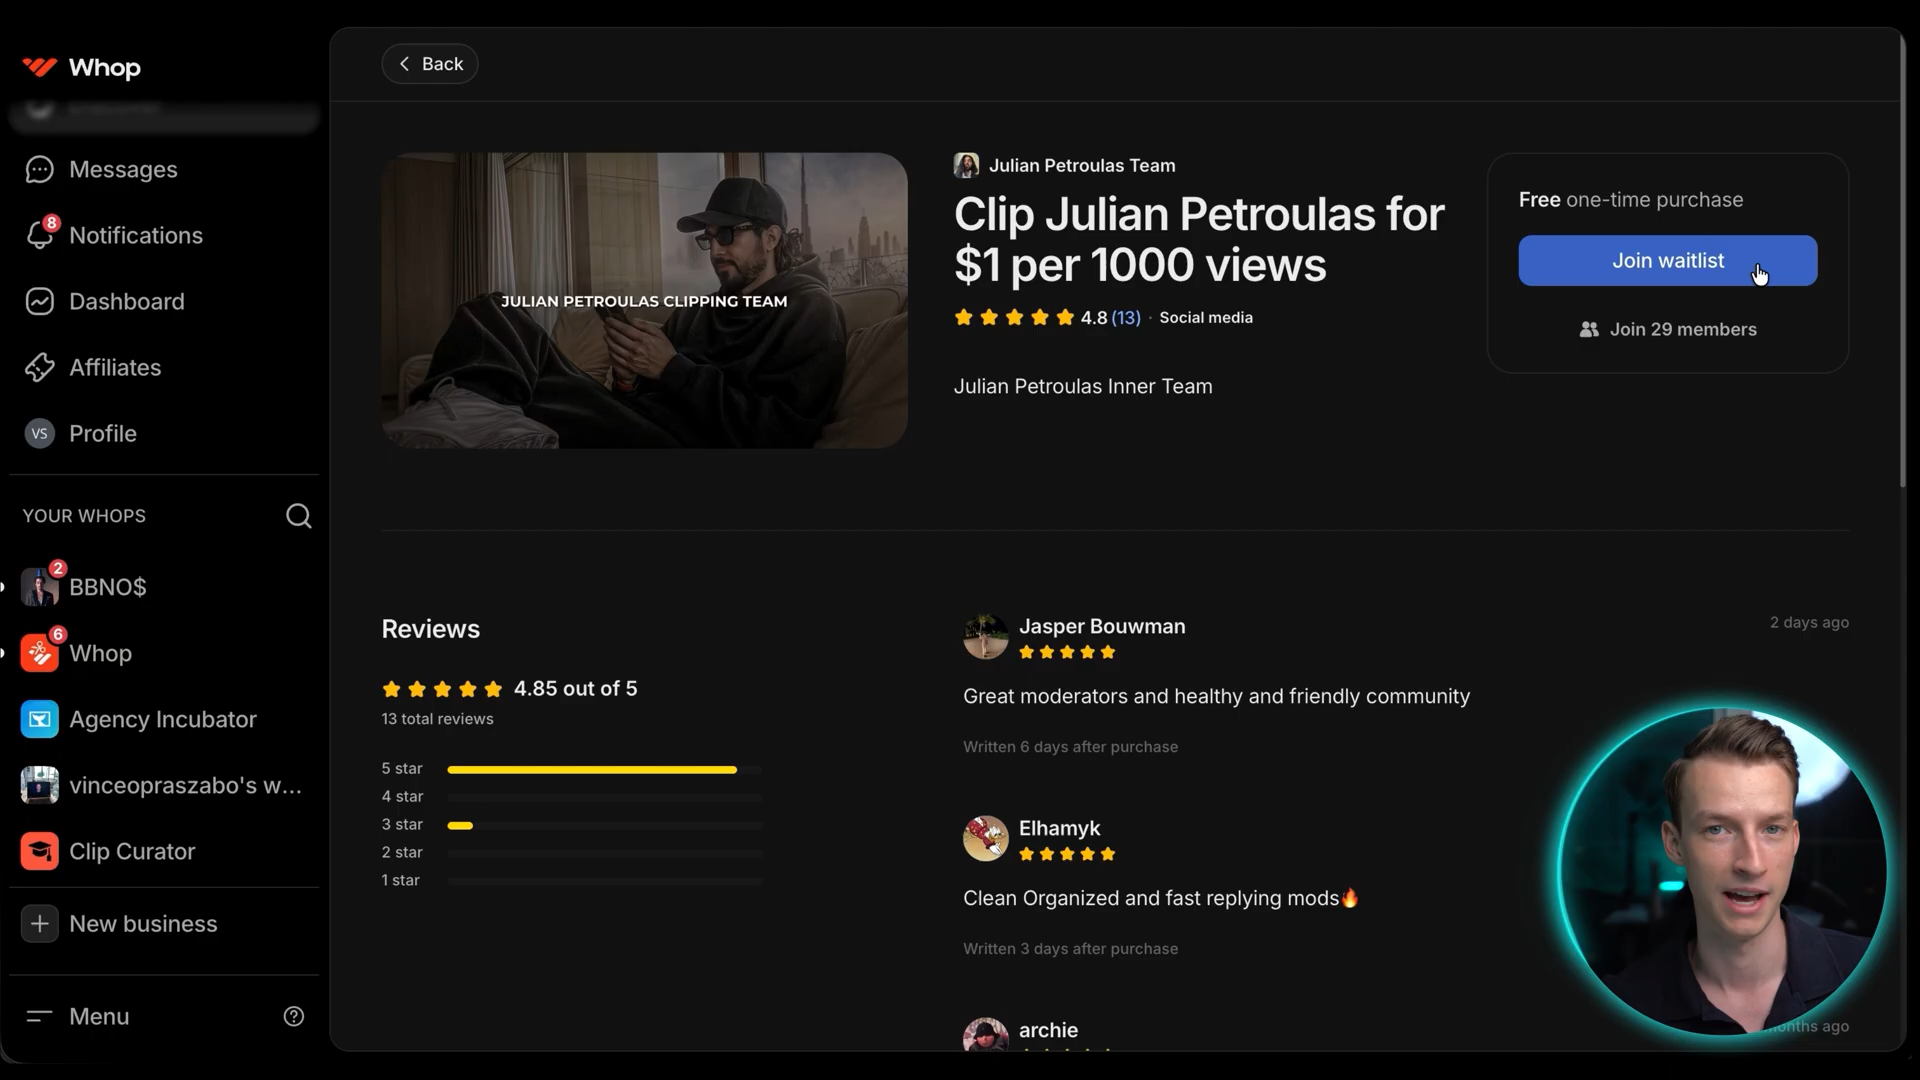 Whop
Messages
8
Notifications
Dashboard
Affiliates
VS
Profile
YOUR WHOPS
2
BBNO$
6
Whop
Agency Incubator
vinceopraszabo's w...
Clip Curator
New business
Menu
Back
JULIAN PETROULAS CLIPPING TEAM
Julian Petroulas Team
Clip Julian Petroulas for
$1 per 1000 views
4.8 (13) · Social media
Julian Petroulas Inner Team
Free one-time purchase
Join waitlist
Join 29 members
Reviews
4.85 out of 5
13 total reviews
5 star
4 star
3 star
2 star
1 star
Jasper Bouwman
2 days ago
Great moderators and healthy and friendly community
Written 6 days after purchase
Elhamyk
Clean Organized and fast replying mods🔥
Written 3 days after purchase
archie
ago